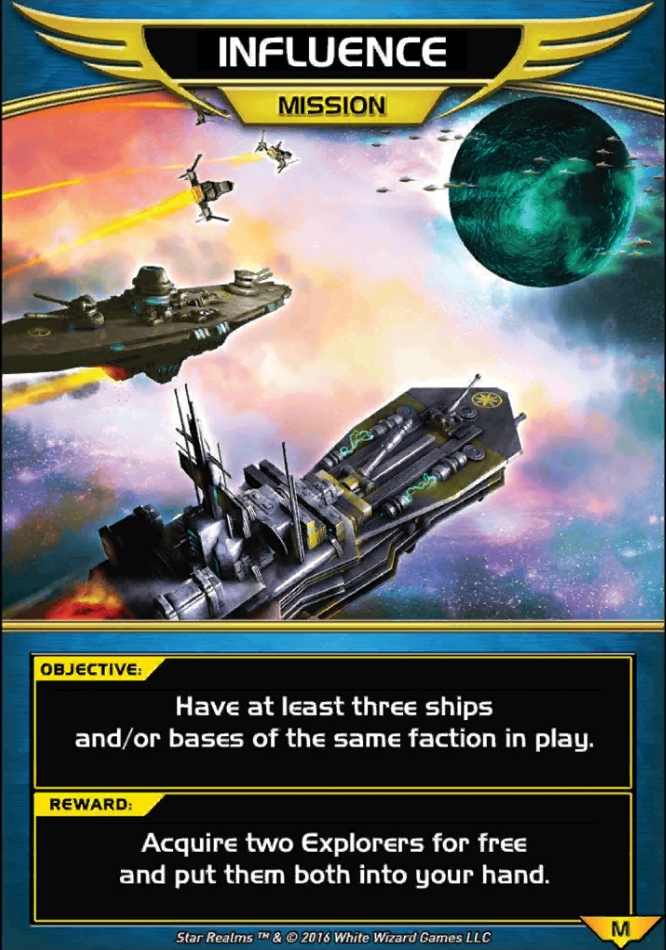 INFLUENCE
MISSION
OBJECTIVE:
Have at least three ships
and/or bases of the same faction in play.
REWARD:
Acquire two Explorers for free
and put them both into your hand.
M
Star Realms ™ & © 2016 White Wizard Games LLC